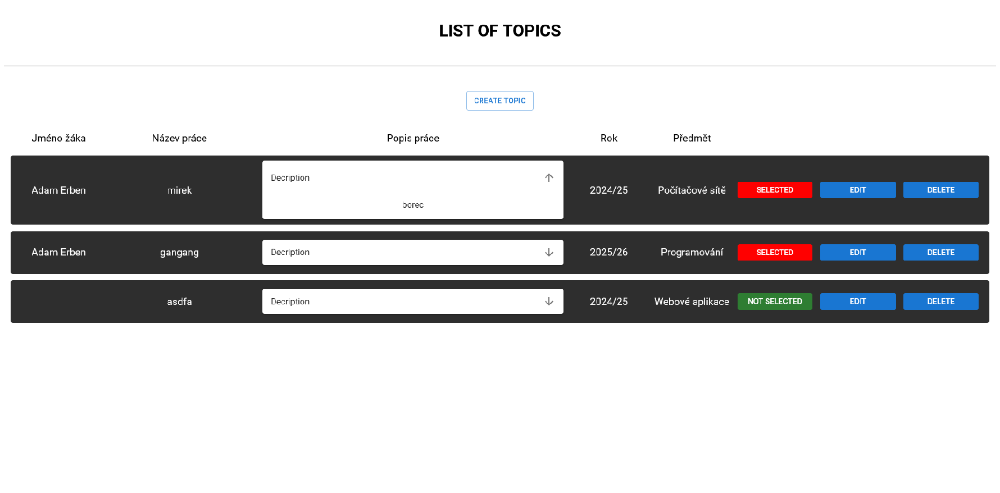 LIST OF TOPICS
CREATE TOPIC
Jméno žáka Název práce Popis práce Rok Předmět
Adam Erben mirek Decription 2024/25 Počítačové sítě SELECTED EDIT DELETE
borec
Adam Erben gangang Decription 2025/26 Programování SELECTED EDIT DELETE
asdfa Decription 2024/25 Webové aplikace NOT SELECTED EDIT DELETE